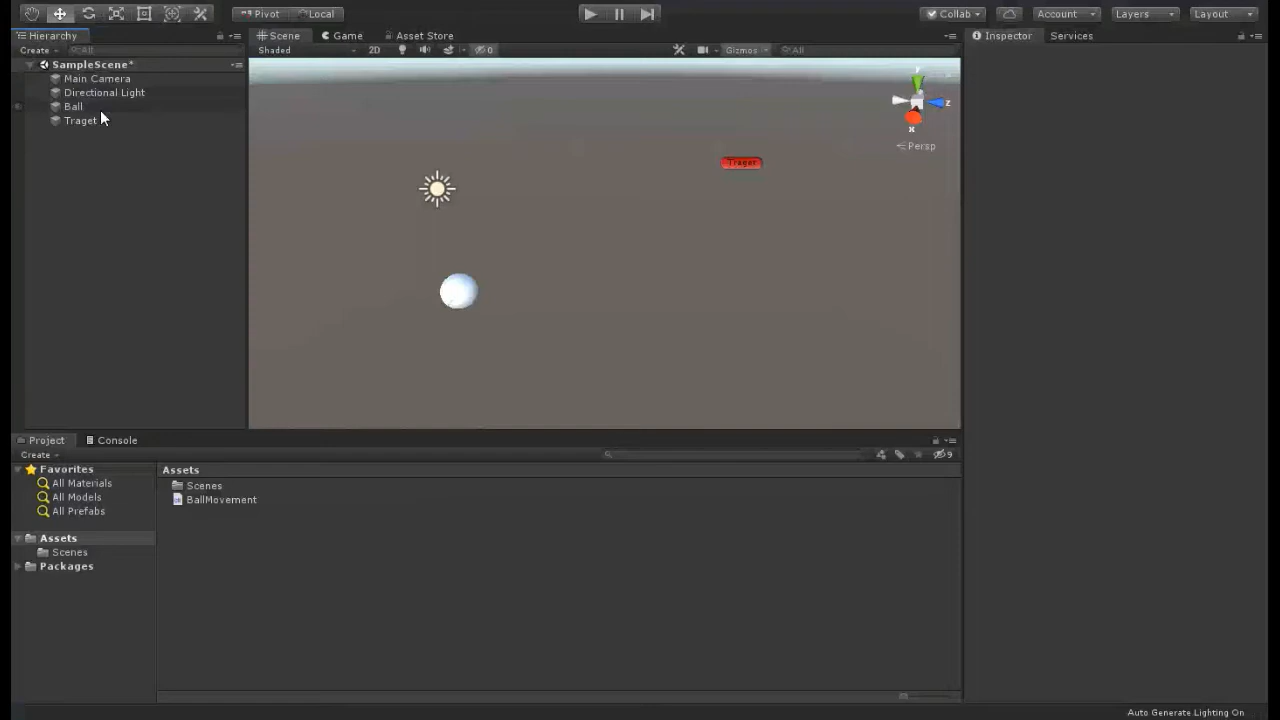 Pivot Local Collab Account Layers Layout
Hierarchy Scene Game Asset Store Inspector Services
Create All Shaded 2D 0 Gizmos All
SampleScene*
Main Camera
Directional Light
Ball
Traget
y
z
x
Persp
Traget
Project Console
Create 9
Favorites Assets
All Materials Scenes
All Models BallMovement
All Prefabs
Assets
Scenes
Packages
Auto Generate Lighting On